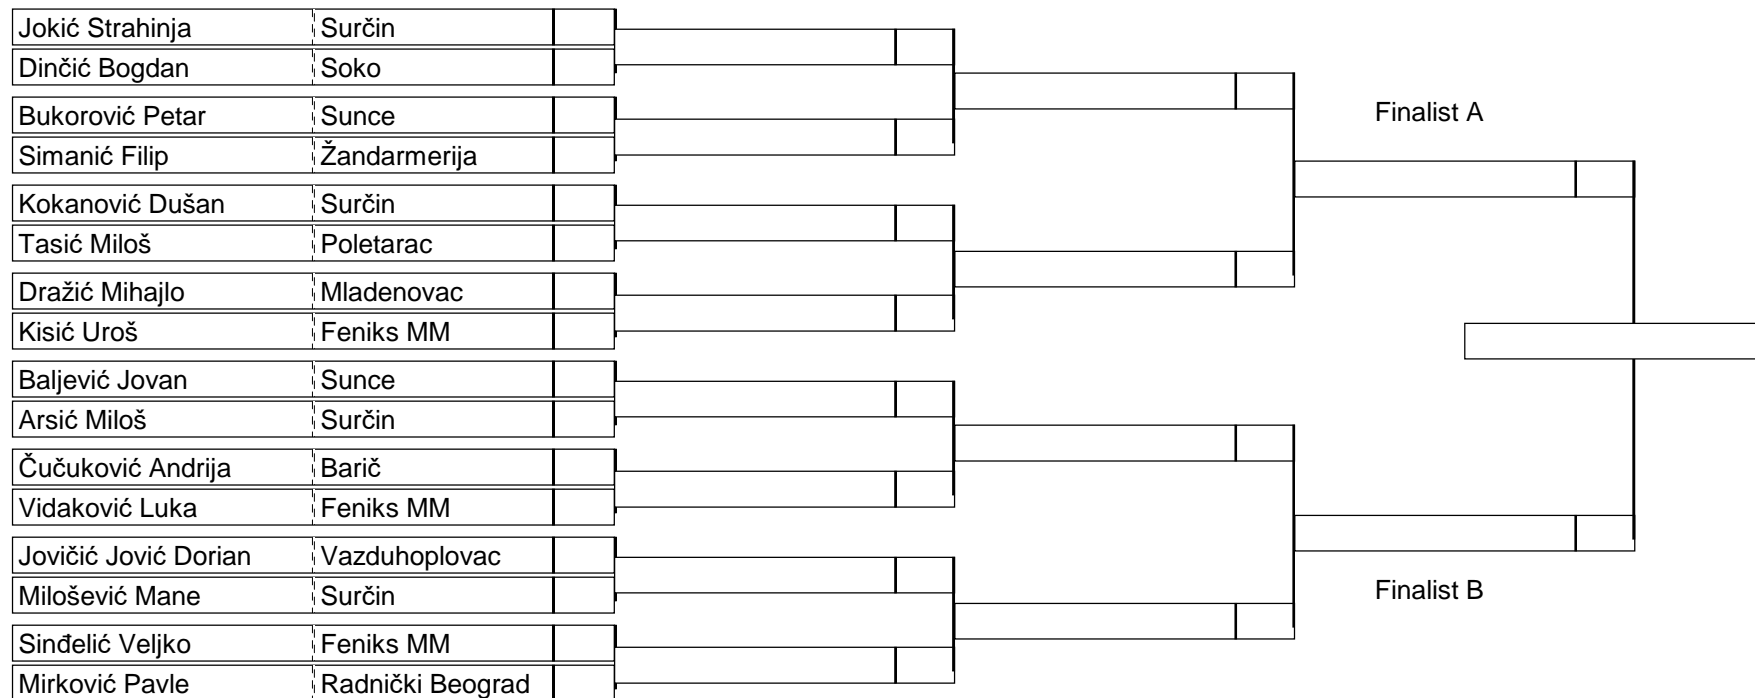 Jokić Strahinja Surčin
Dinčić Bogdan Soko
Bukorović Petar Sunce
Finalist A
Simanić Filip Žandarmerija
Kokanović Dušan Surčin
Tasić Miloš Poletarac
Dražić Mihajlo Mladenovac
Kisić Uroš Feniks MM
Baljević Jovan Sunce
Arsić Miloš Surčin
Čučuković Andrija Barič
Vidaković Luka Feniks MM
Jovičić Jović Dorian Vazduhoplovac
Milošević Mane Surčin
Finalist B
Sinđelić Veljko Feniks MM
Mirković Pavle Radnički Beograd